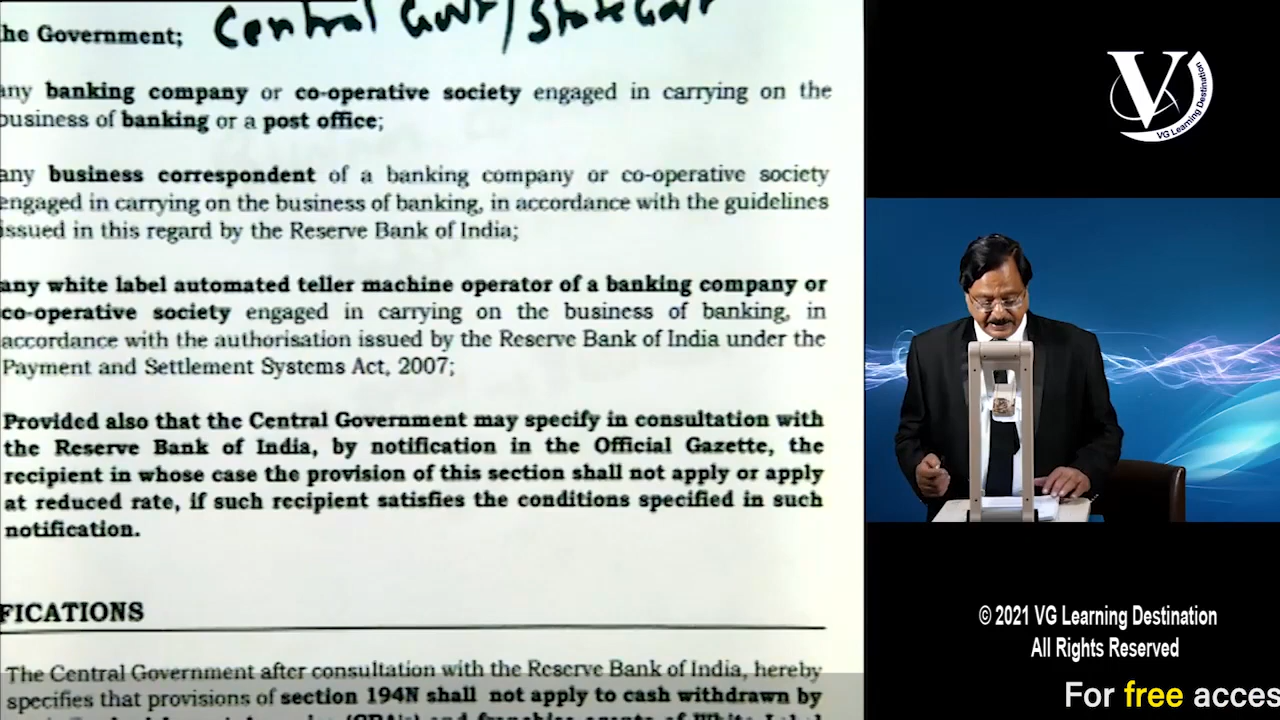 Central Govt/State Govt
the Government;
any banking company or co-operative society engaged in carrying on the
business of banking or a post office;
any business correspondent of a banking company or co-operative society
engaged in carrying on the business of banking, in accordance with the guidelines
issued in this regard by the Reserve Bank of India;
any white label automated teller machine operator of a banking company or
co-operative society engaged in carrying on the business of banking, in
accordance with the authorisation issued by the Reserve Bank of India under the
Payment and Settlement Systems Act, 2007;
Provided also that the Central Government may specify in consultation with
the Reserve Bank of India, by notification in the Official Gazette, the
recipient in whose case the provision of this section shall not apply or apply
at reduced rate, if such recipient satisfies the conditions specified in such
notification.
FICATIONS
The Central Government after consultation with the Reserve Bank of India, hereby
specifies that provisions of section 194N shall not apply to cash withdrawn by
V
VG Learning Destination
© 2021 VG Learning Destination
All Rights Reserved
For free acces